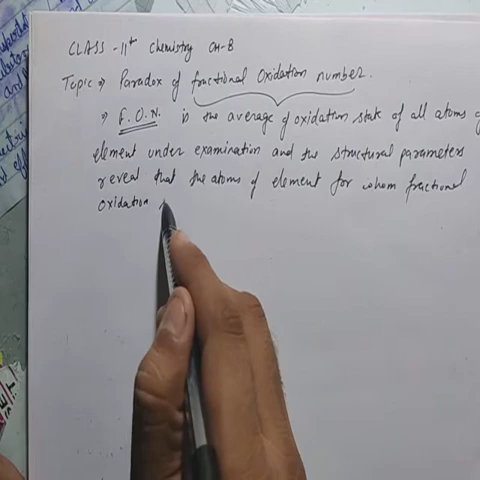 CLASS - 11th Chemistry CH-8
Topic ⇒ Paradox of fractional Oxidation number.
⇒ F.O.N. is the average of oxidation state of all atoms of
element under examination and the structural parameters
reveal that the atoms of element for whom fractional
oxidation